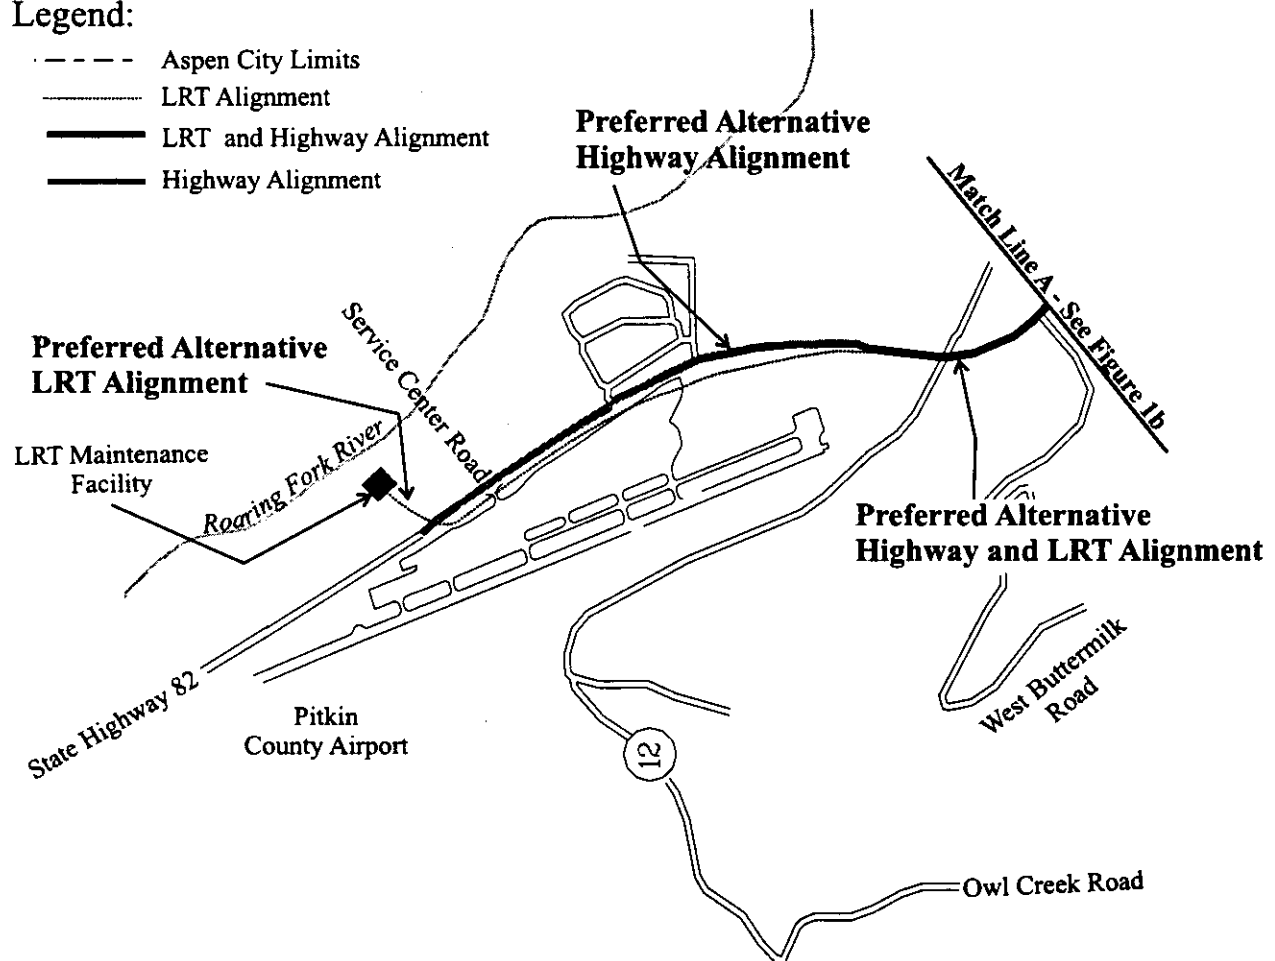 Legend:
Aspen City Limits
LRT Alignment
LRT and Highway Alignment
Highway Alignment
Preferred Alternative
Highway Alignment
Match Line A - See Figure 1b
Service Center Road
Preferred Alternative
LRT Alignment
LRT Maintenance
Facility
Roaring Fork River
Preferred Alternative
Highway and LRT Alignment
West Buttermilk
Road
State Highway 82
Pitkin
County Airport
12
Owl Creek Road